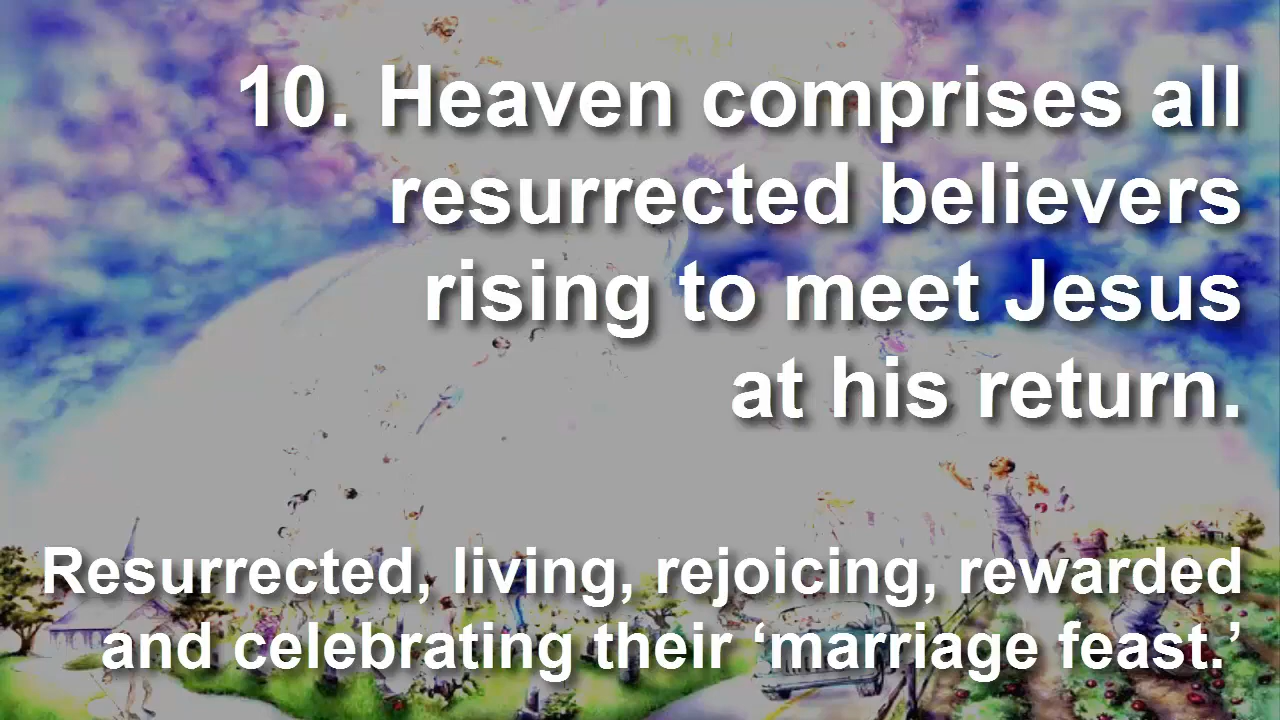 10. Heaven comprises all
resurrected believers
rising to meet Jesus
at his return.
Resurrected, living, rejoicing, rewarded
and celebrating their ‘marriage feast.’